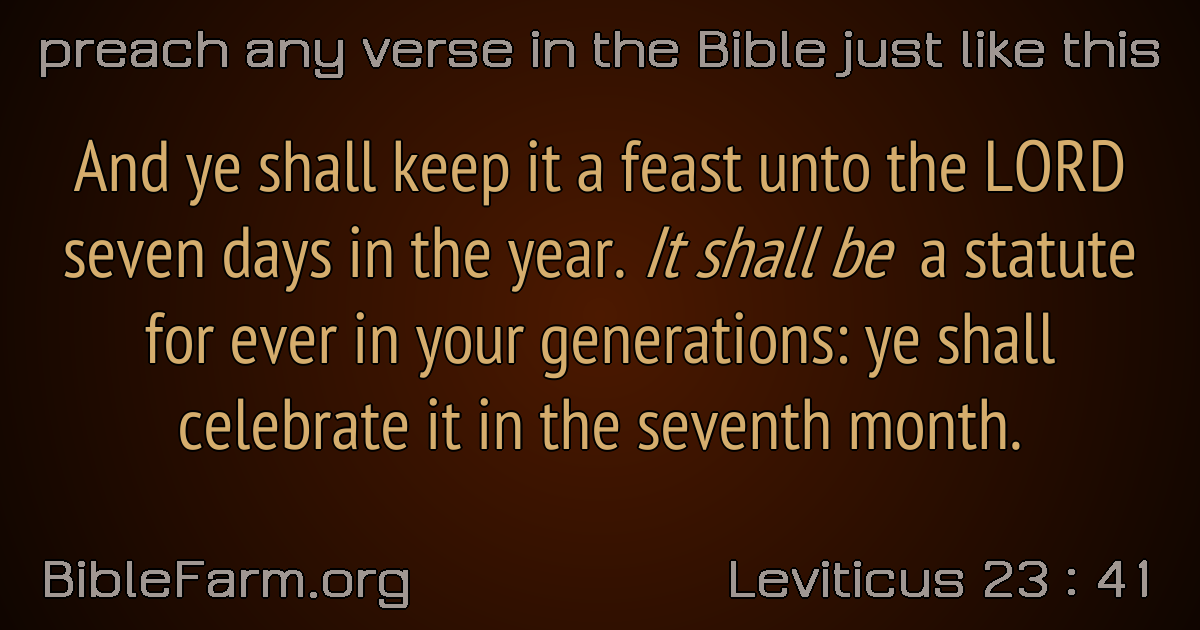 preach any verse in the Bible just like this
And ye shall keep it a feast unto the LORD
seven days in the year. It shall be a statute
for ever in your generations: ye shall
celebrate it in the seventh month.
BibleFarm.org
Leviticus 23 : 41